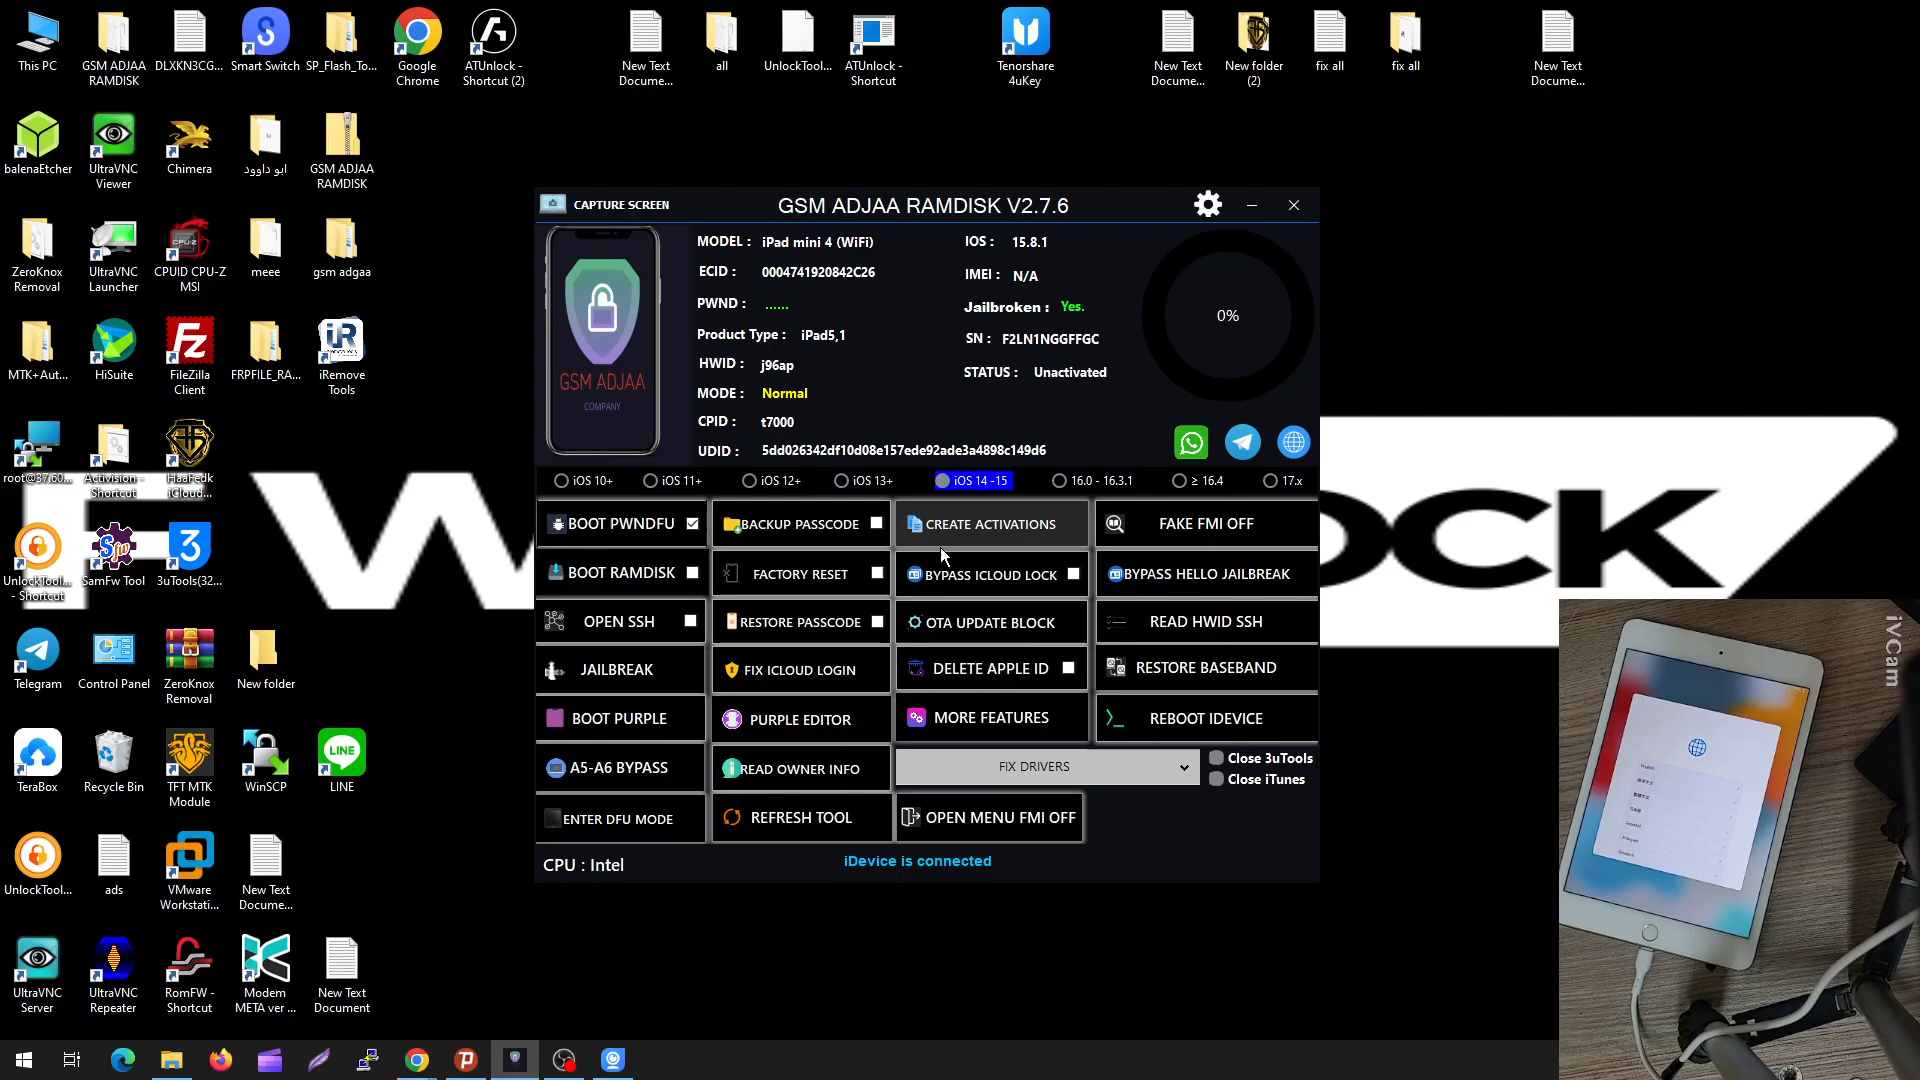 This PC
GSM ADJAA RAMDISK
DLXKN3CG...
Smart Switch
SP_Flash_To...
Google Chrome
ATUnlock - Shortcut (2)
New Text Docume...
all
UnlockTool...
ATUnlock - Shortcut
Tenorshare 4uKey
New Text Docume...
New folder (2)
fix all
fix all
New Text Docume...
balenaEtcher
UltraVNC Viewer
Chimera
ابو داوود
GSM ADJAA RAMDISK
ZeroKnox Removal
UltraVNC Launcher
CPUID CPU-Z MSI
meee
gsm adgaa
MTK+Aut...
HiSuite
FileZilla Client
FRPFILE_RA...
iRemove Tools
root@37.60...
Activision - Shortcut
HaaFedk iCloud...
UnlockTool - Shortcut
SamFw Tool
3uTools(32...
Telegram
Control Panel
ZeroKnox Removal
New folder
TeraBox
Recycle Bin
TFT MTK Module
WinSCP
LINE
UnlockTool...
ads
VMware Workstati...
New Text Docume...
UltraVNC Server
UltraVNC Repeater
RomFW - Shortcut
Modem META ver ...
New Text Document
CAPTURE SCREEN
GSM ADJAA RAMDISK V2.7.6
MODEL : iPad mini 4 (WiFi)
ECID : 0004741920842C26
PWND : ......
Product Type : iPad5,1
HWID : j96ap
MODE : Normal
CPID : t7000
UDID : 5dd026342df10d08e157ede92ade3a4898c149d6
IOS : 15.8.1
IMEI : N/A
Jailbroken : Yes.
SN : F2LN1NGGFFGC
STATUS : Unactivated
0%
GSM ADJAA
COMPANY
iOS 10+
iOS 11+
iOS 12+
iOS 13+
iOS 14 -15
16.0 - 16.3.1
≥ 16.4
17.x
BOOT PWNDFU
BACKUP PASSCODE
CREATE ACTIVATIONS
FAKE FMI OFF
BOOT RAMDISK
FACTORY RESET
BYPASS ICLOUD LOCK
BYPASS HELLO JAILBREAK
OPEN SSH
RESTORE PASSCODE
OTA UPDATE BLOCK
READ HWID SSH
JAILBREAK
FIX ICLOUD LOGIN
DELETE APPLE ID
RESTORE BASEBAND
BOOT PURPLE
PURPLE EDITOR
MORE FEATURES
REBOOT IDEVICE
A5-A6 BYPASS
READ OWNER INFO
FIX DRIVERS
Close 3uTools
Close iTunes
ENTER DFU MODE
REFRESH TOOL
OPEN MENU FMI OFF
CPU : Intel
iDevice is connected
iVCam
English